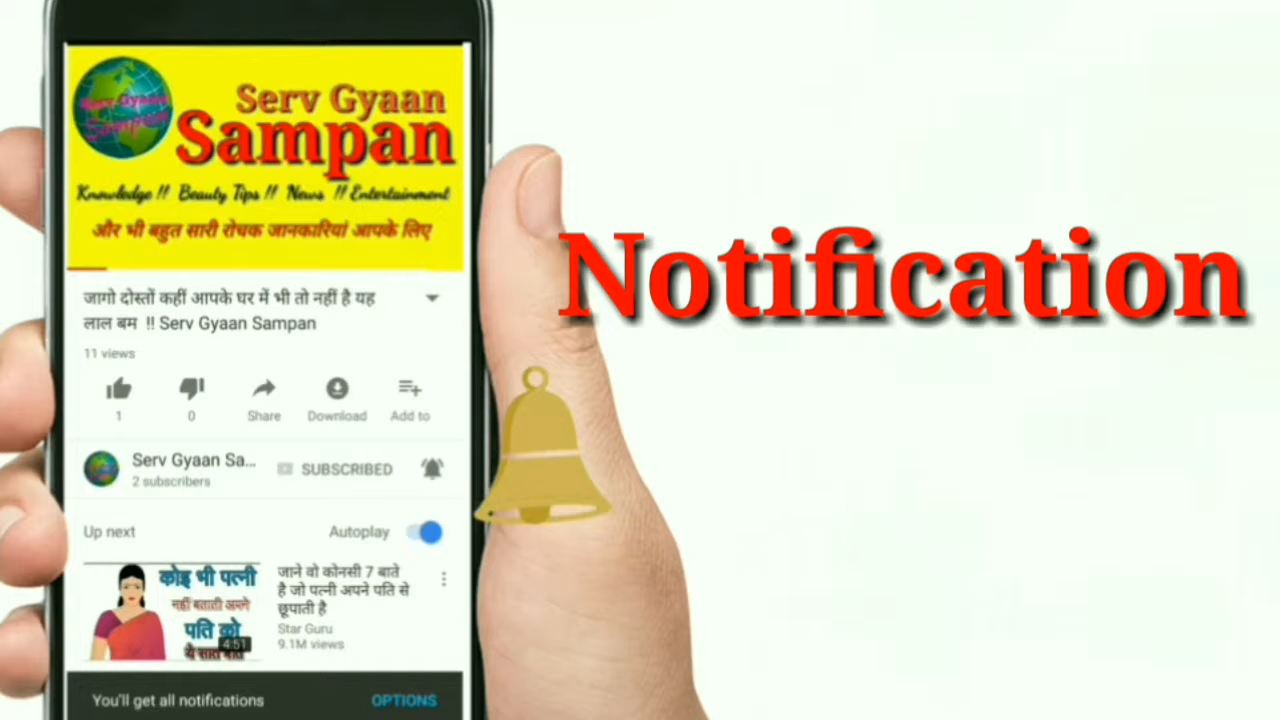 Serv Gyaan
Sampan
Serv Gyaan
Sampan
Knowledge !! Beauty Tips !! News !! Entertainment
और भी बहुत सारी रोचक जानकारियां आपके लिए
जागो दोस्तों कहीं आपके घर में भी तो नहीं है यह
लाल बम !! Serv Gyaan Sampan
11 views
1
0
Share
Download
Add to
Serv Gyaan Sa...
2 subscribers
SUBSCRIBED
Up next
Autoplay
कोइ भी पत्नी
नहीं बताती अपने
पति को
ये सात बातें
4:51
जाने वो कोनसी 7 बाते
है जो पत्नी अपने पति से
छूपाती है
Star Guru
9.1M views
You'll get all notifications
OPTIONS
Notification